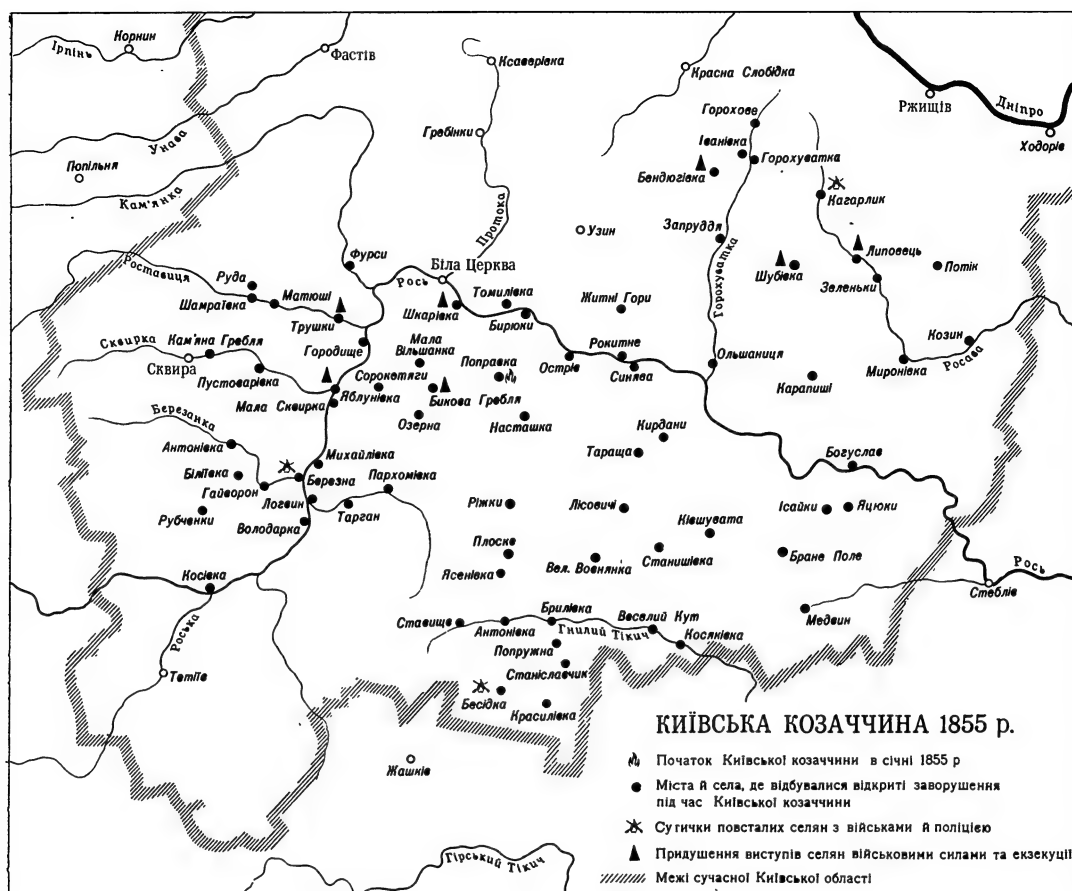 Ірпінь
Корнин
Фастів
Ксаверівка
Красна Слобідка
Ржищів
Дніпро
Ходорів
Горохове
Унава
Гребінки
Іванівка
Горохуватка
Бендюгівка
Попільня
Кам'янка
Кагарлик
Протока
Узин
Запруддя
Горохуватка
Липовець
Шубівка
Потік
Зеленьки
Роставиця
Руда
Фурси
Біла Церква
Рось
Шамраївка
Матюші
Трушки
Шкарівка
Томилівка
Бирюки
Житні Гори
Козин
Росава
Миронівка
Сквирка
Кам'яна Гребля
Сквира
Городище
Мала
Вільшанка
Поправка
Острів
Рокитне
Синява
Ольшаниця
Карапиші
Пустоварівка
Сорокотяги
Яблунівка
Мала Сквирка
Бикова
Гребля
Озерна
Насташка
Березанка
Антонівка
Кирдани
Тараща
Богуслав
Біліївка
Михайлівка
Березна
Гайворон
Пархомівка
Логвин
Рубченки
Володарка
Тарган
Ріжки
Лісовичі
Ківшувата
Ісайки
Яцюки
Плоске
Ясенівка
Вел. Вовнянка
Станишівка
Бране Поле
Рось
Стеблів
Косівка
Роська
Тетіїв
Ставище
Антонівка
Брилівка
Гнилий Тікич
Веселий Кут
Косяківка
Медвин
Попружна
Станіславчик
Бесідка
Красилівка
Жашків
Гірський Тікич
КИЇВСЬКА КОЗАЧЧИНА 1855 р.
Початок Київської козаччини в січні 1855 р
Міста й села, де відбувалися відкриті заворушення
під час Київської козаччини
Сутички повсталих селян з військами й поліцією
Придушення виступів селян військовими силами та екзекуції
Межі сучасної Київської області